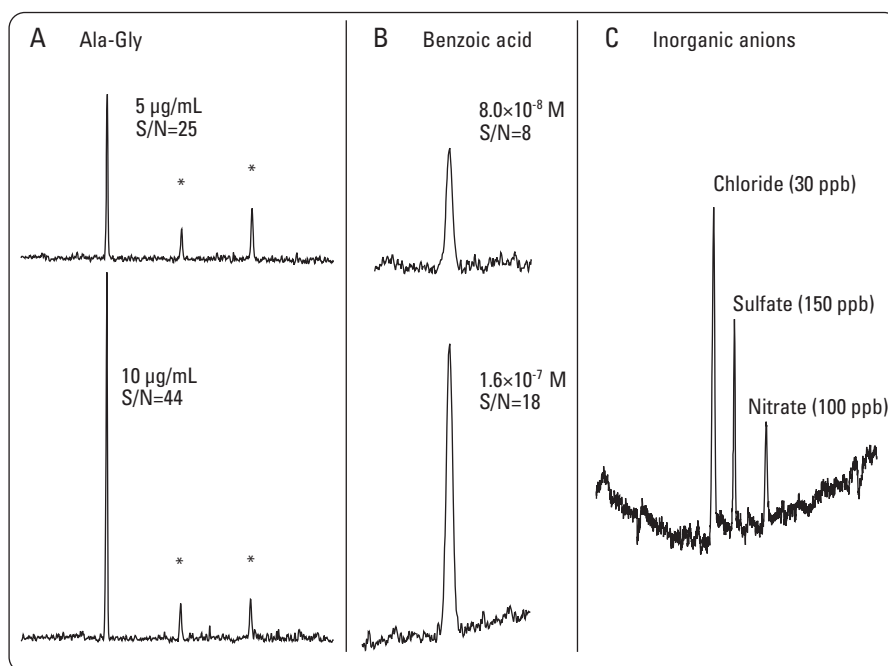 A Ala-Gly
5 µg/mL
S/N=25
* *
10 µg/mL
S/N=44
* *
B Benzoic acid
8.0×10⁻⁸ M
S/N=8
1.6×10⁻⁷ M
S/N=18
C Inorganic anions
Chloride (30 ppb)
Sulfate (150 ppb)
Nitrate (100 ppb)